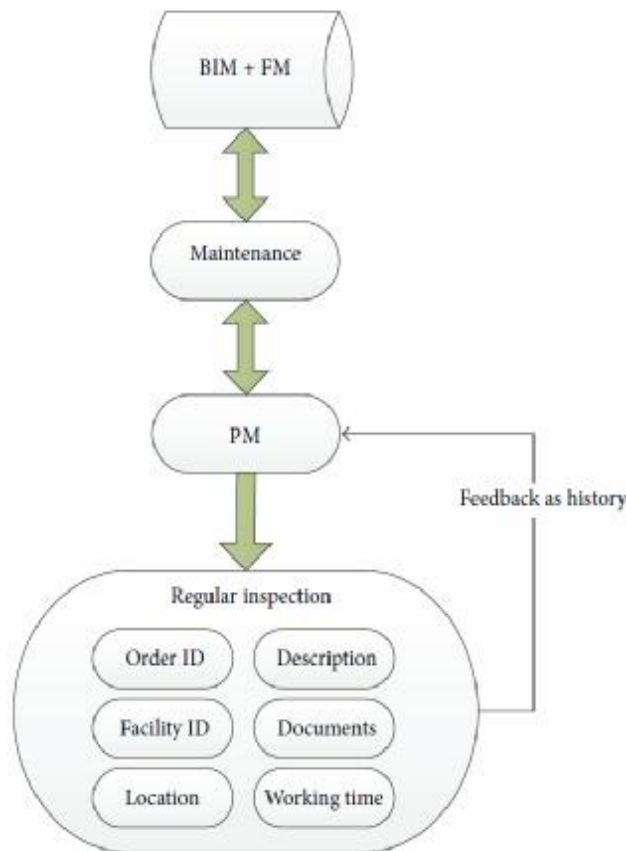 BIM + FM
Maintenance
PM
Feedback as history
Regular inspection
Order ID
Description
Facility ID
Documents
Location
Working time